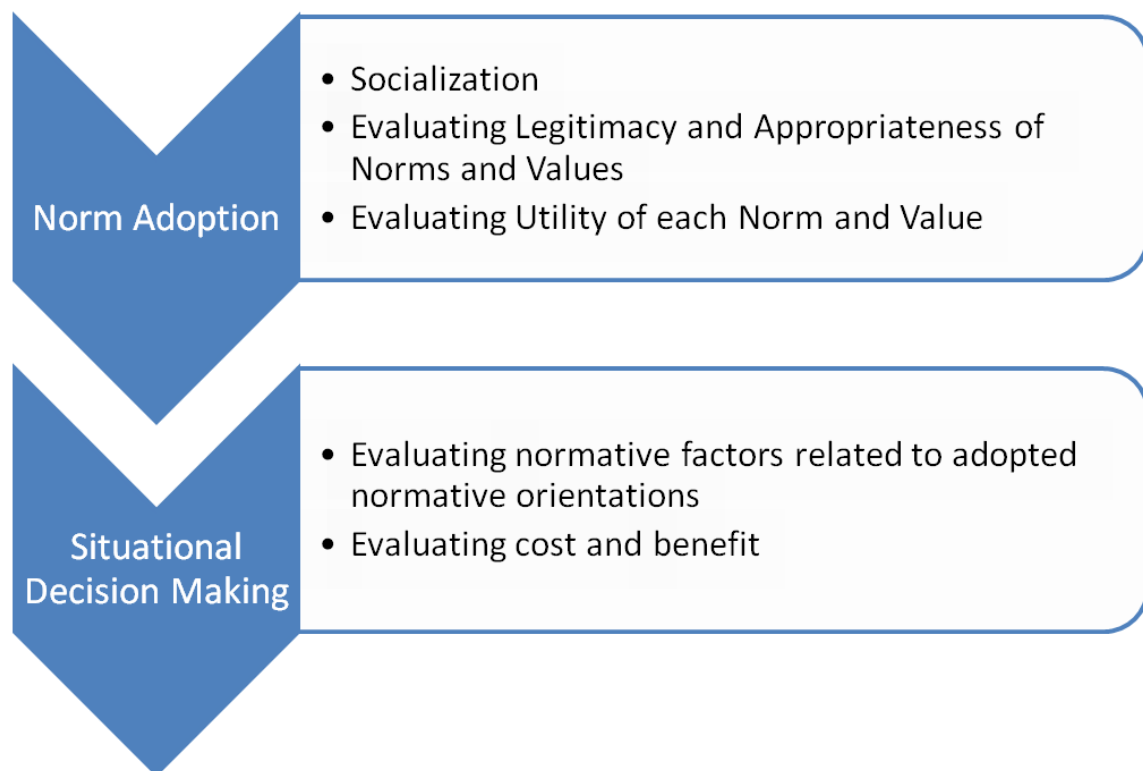 Norm Adoption
• Socialization
• Evaluating Legitimacy and Appropriateness of
Norms and Values
• Evaluating Utility of each Norm and Value
Situational
Decision Making
• Evaluating normative factors related to adopted
normative orientations
• Evaluating cost and benefit